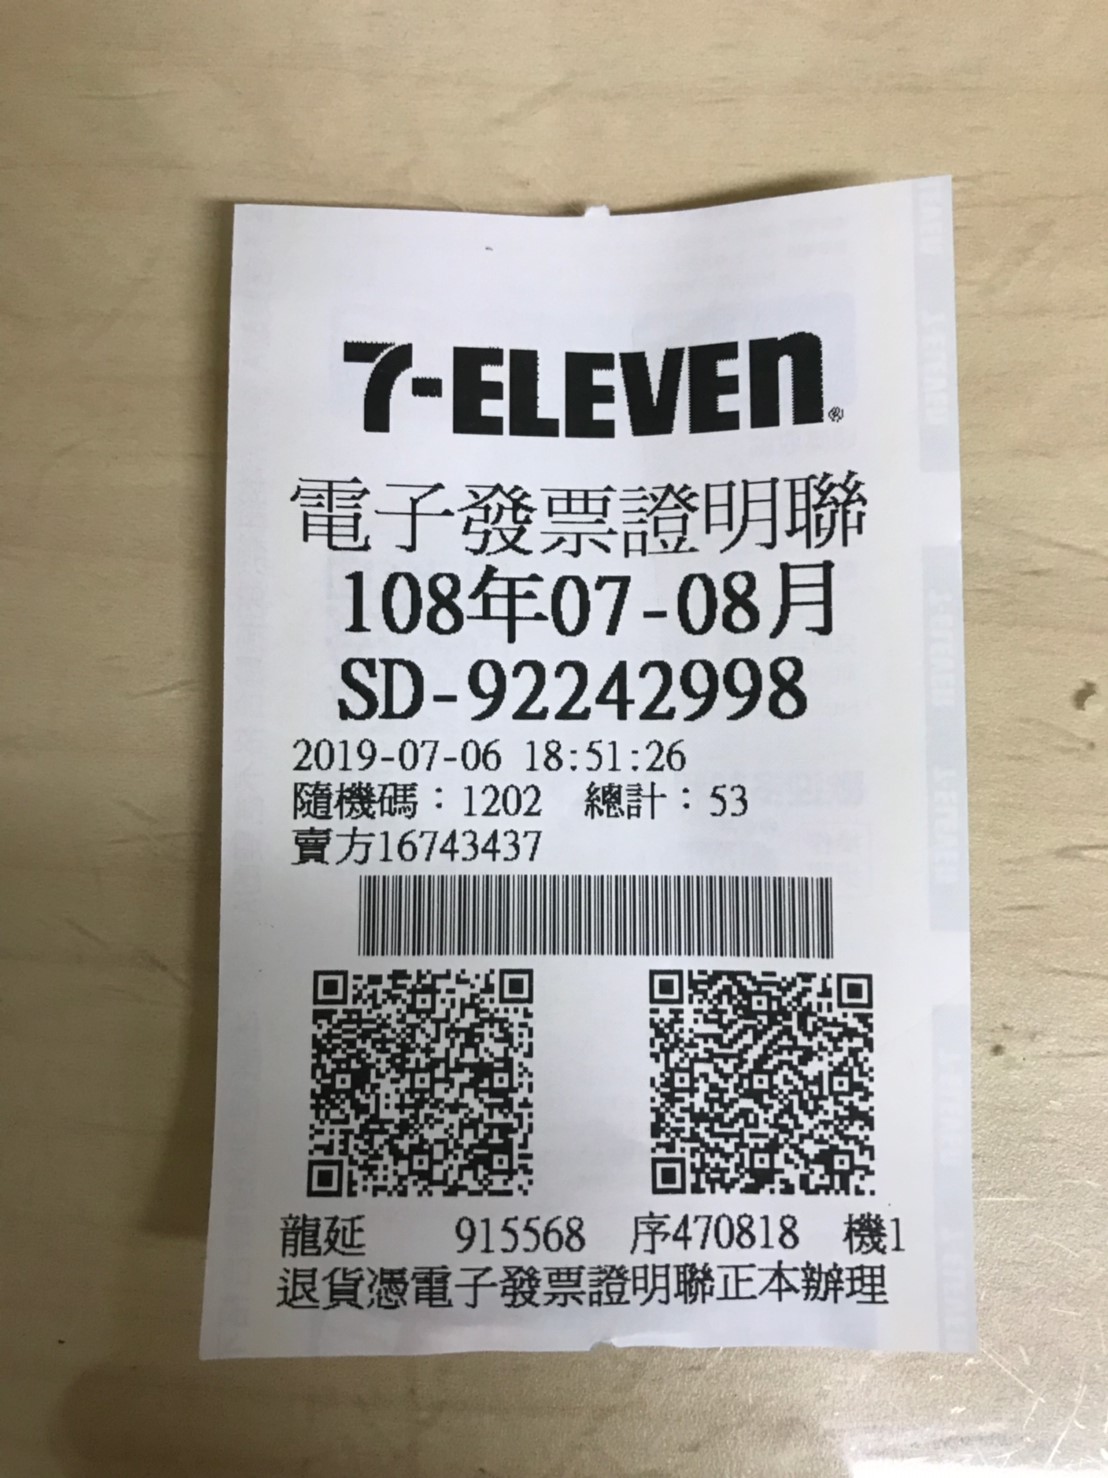 7-ELEVEn®
電子發票證明聯
108年07-08月
SD-92242998
2019-07-06 18:51:26
隨機碼：1202 總計：53
賣方16743437
龍延 915568 序470818 機1
退貨憑電子發票證明聯正本辦理